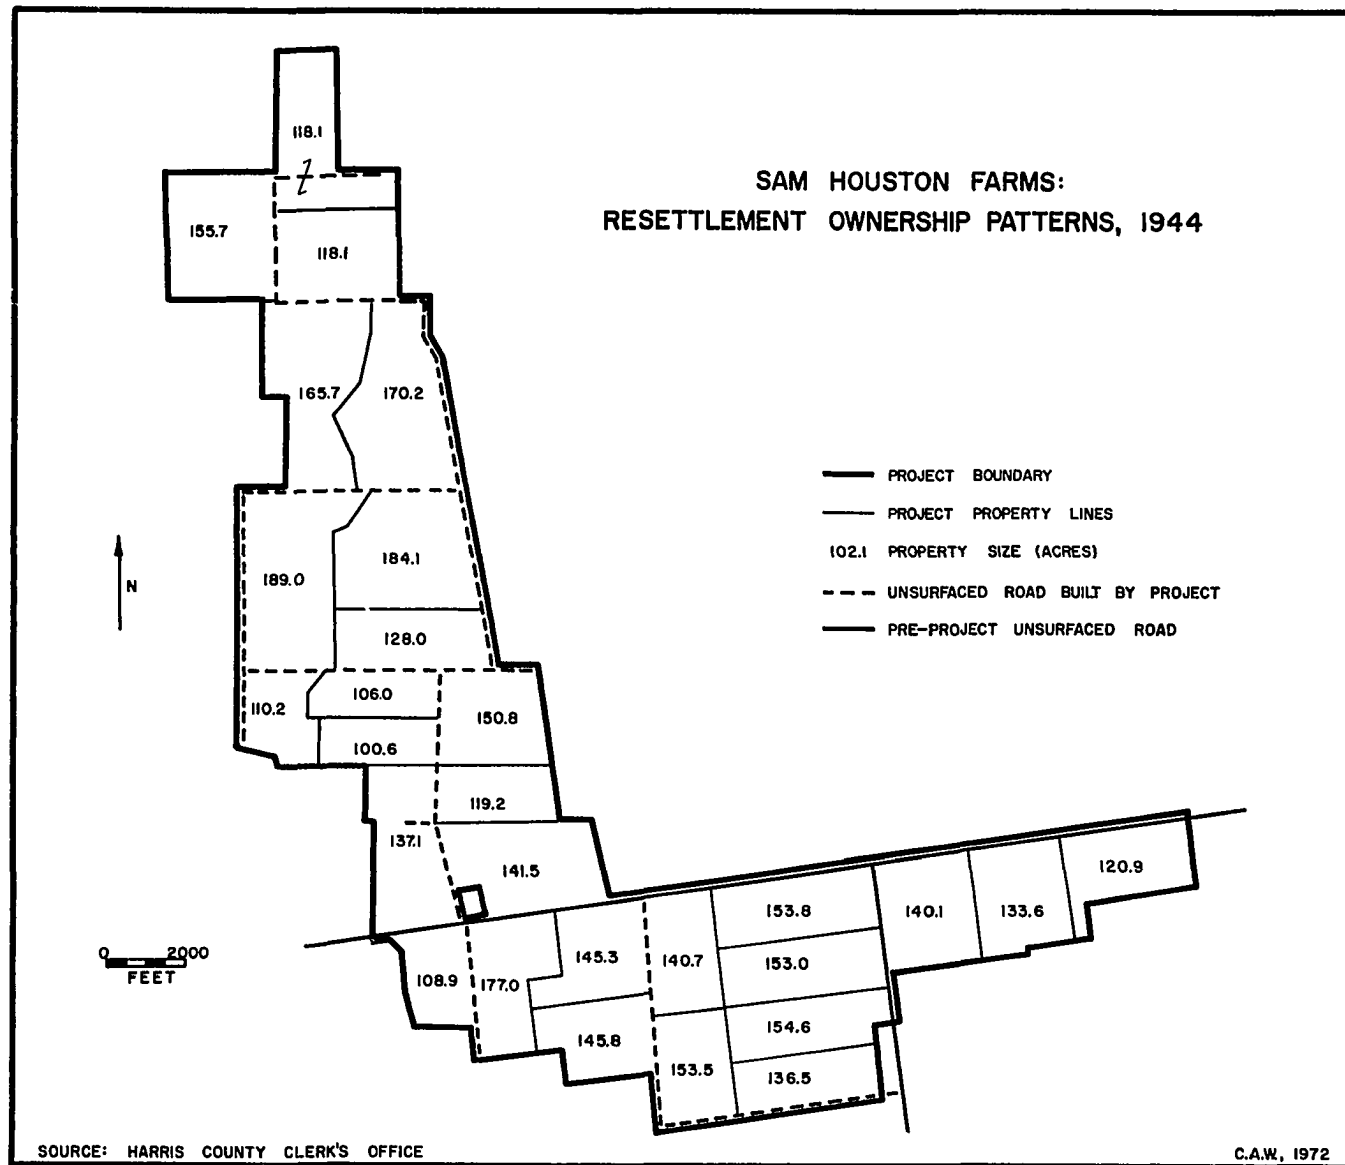 118.1
SAM HOUSTON FARMS:
RESETTLEMENT OWNERSHIP PATTERNS, 1944
155.7
118.1
165.7
170.2
PROJECT BOUNDARY
PROJECT PROPERTY LINES
102.1 PROPERTY SIZE (ACRES)
UNSURFACED ROAD BUILT BY PROJECT
PRE-PROJECT UNSURFACED ROAD
N
184.1
189.0
128.0
106.0
110.2
150.8
100.6
119.2
137.1
141.5
120.9
153.8
140.1
133.6
145.3
140.7
153.0
108.9
177.0
154.6
145.8
153.5
136.5
0 2000
FEET
SOURCE: HARRIS COUNTY CLERK'S OFFICE
C.A.W., 1972